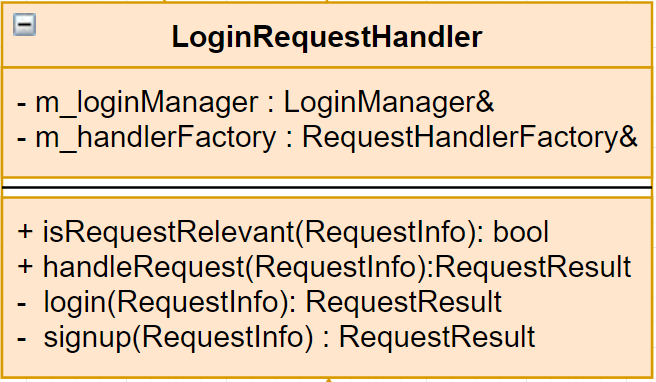 LoginRequestHandler
- m_loginManager : LoginManager&
- m_handlerFactory : RequestHandlerFactory&
+ isRequestRelevant(RequestInfo): bool
+ handleRequest(RequestInfo):RequestResult
- login(RequestInfo): RequestResult
- signup(RequestInfo) : RequestResult